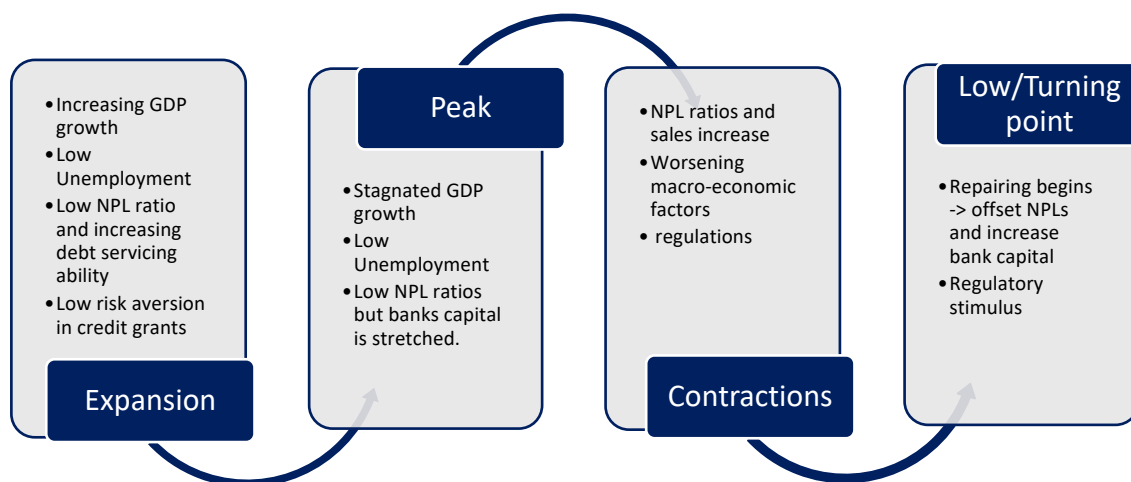 •Increasing GDP
growth
•Low
Unemployment
•Low NPL ratio
and increasing
debt servicing
ability
•Low risk aversion
in credit grants
Expansion
Peak
•Stagnated GDP
growth
•Low
Unemployment
•Low NPL ratios
but banks capital
is stretched.
•NPL ratios and
sales increase
•Worsening
macro-economic
factors
• regulations
Contractions
Low/Turning
point
•Repairing begins
-> offset NPLs
and increase
bank capital
•Regulatory
stimulus